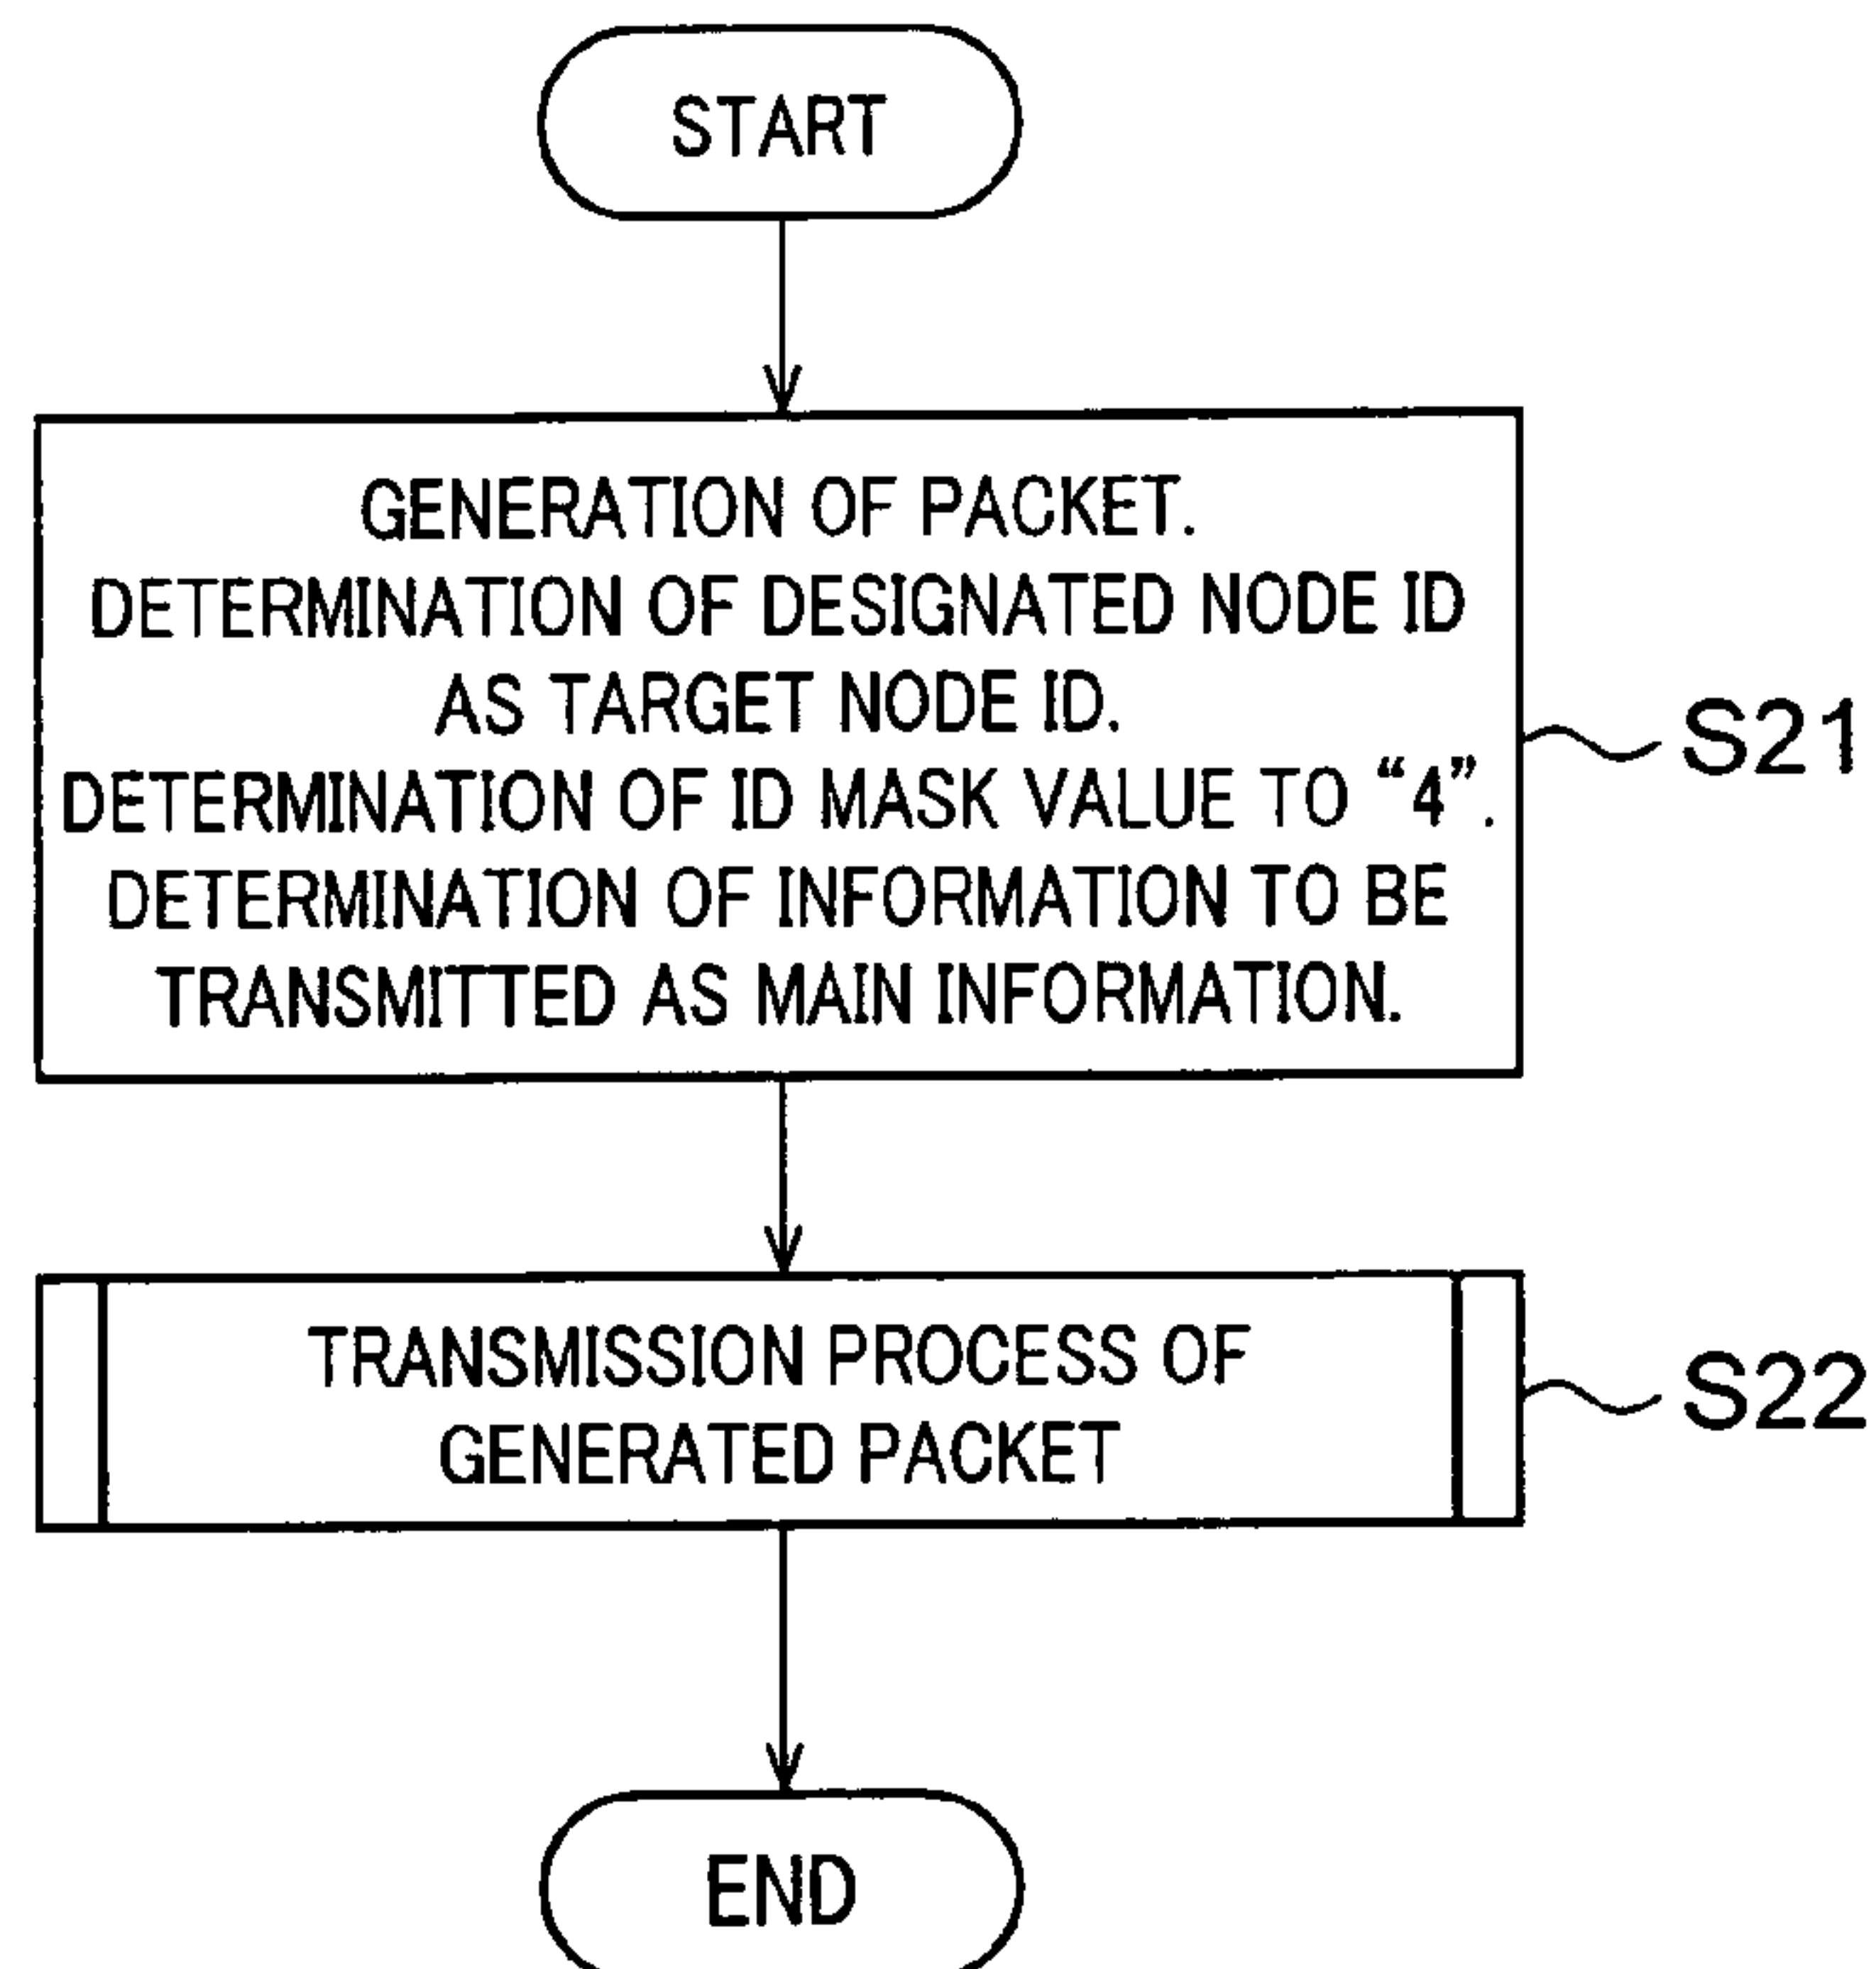 START
GENERATION OF PACKET.
DETERMINATION OF DESIGNATED NODE ID
AS TARGET NODE ID.
DETERMINATION OF ID MASK VALUE TO “4”.
DETERMINATION OF INFORMATION TO BE
TRANSMITTED AS MAIN INFORMATION.
S21
TRANSMISSION PROCESS OF
GENERATED PACKET
S22
END